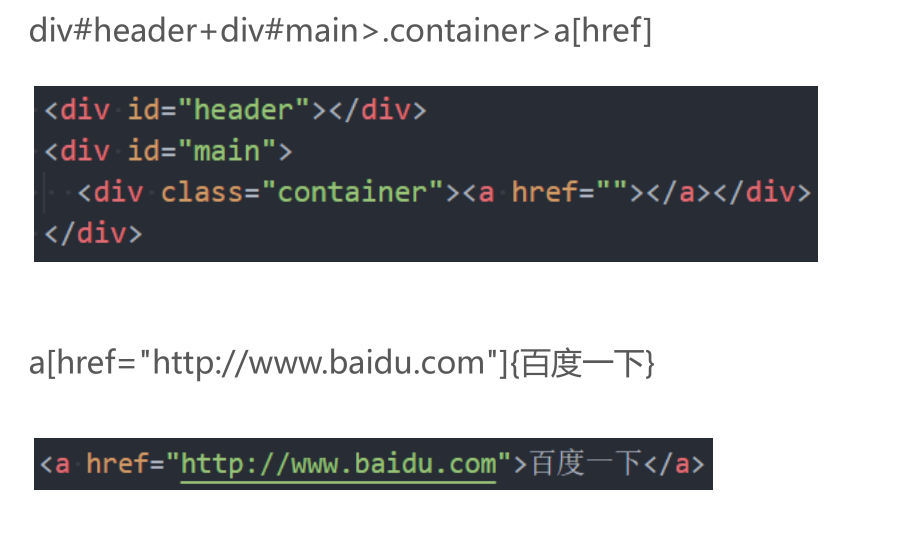 div#header+div#main>.container>a[href]
<div id="header"></div>
<div id="main">
  <div class="container"><a href=""></a></div>
</div>
a[href="http://www.baidu.com"]{百度一下}
<a href="http://www.baidu.com">百度一下</a>